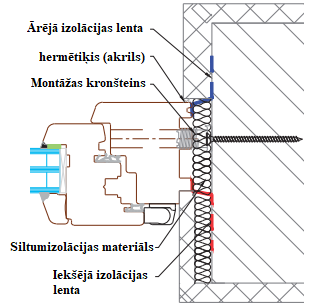 Ārējā izolācijas lenta
hermētiķis (akrils)
Montāžas kronšteins
Siltumizolācijas materiāls
Iekšējā izolācijas
lenta